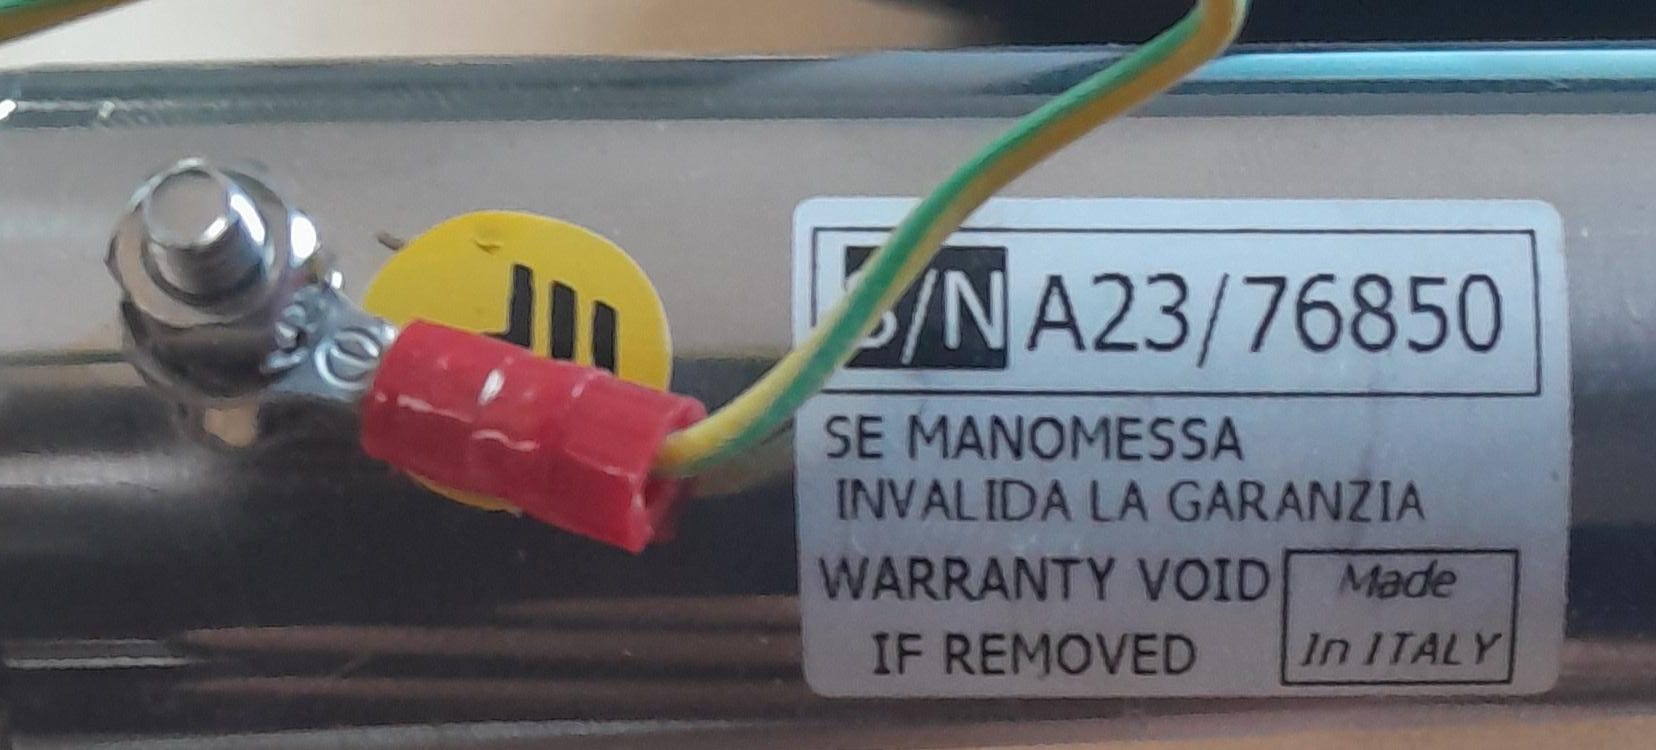 S/N A23/76850
SE MANOMESSA
INVALIDA LA GARANZIA
WARRANTY VOID
IF REMOVED
Made
In ITALY